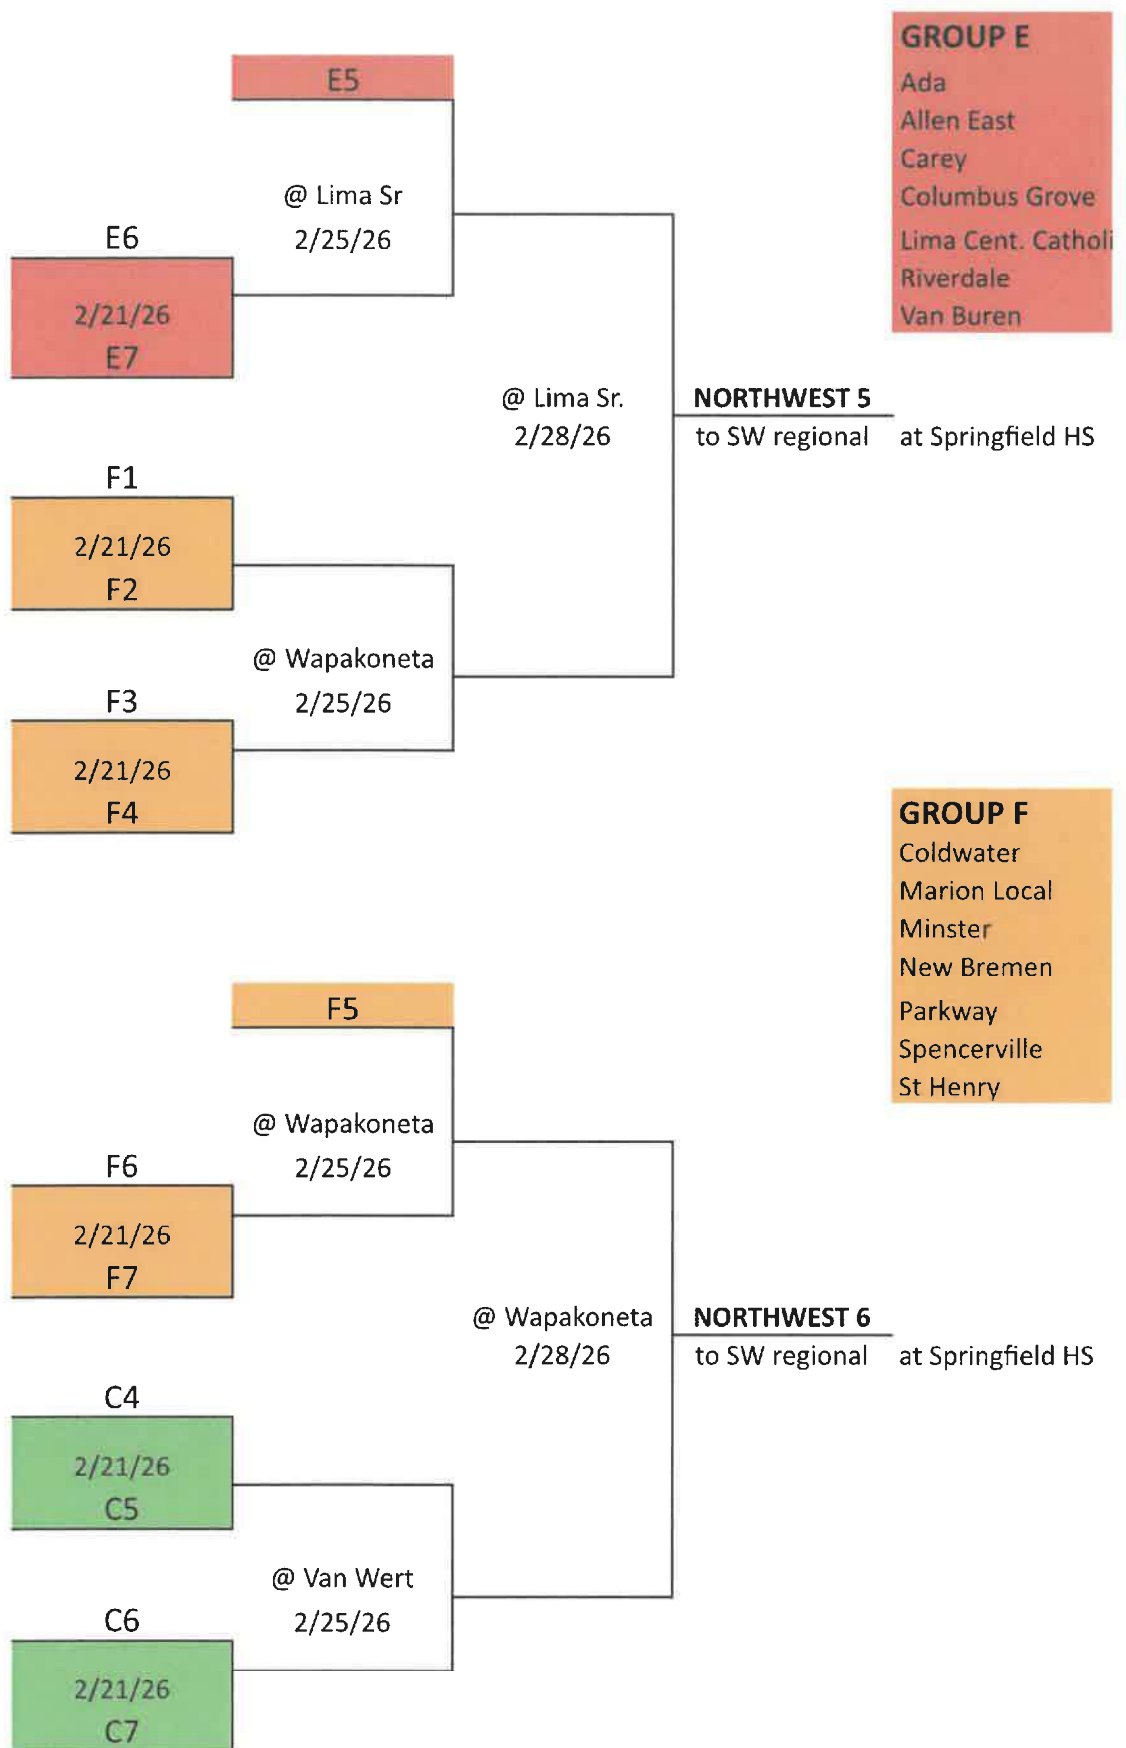 GROUP E
Ada
Allen East
Carey
Columbus Grove
Lima Cent. Catholi
Riverdale
Van Buren
E5
@ Lima Sr
2/25/26
E6
2/21/26
E7
@ Lima Sr.
2/28/26
NORTHWEST 5
to SW regional at Springfield HS
F1
2/21/26
F2
@ Wapakoneta
2/25/26
F3
2/21/26
F4
GROUP F
Coldwater
Marion Local
Minster
New Bremen
Parkway
Spencerville
St Henry
F5
@ Wapakoneta
2/25/26
F6
2/21/26
F7
@ Wapakoneta
2/28/26
NORTHWEST 6
to SW regional at Springfield HS
C4
2/21/26
C5
@ Van Wert
2/25/26
C6
2/21/26
C7